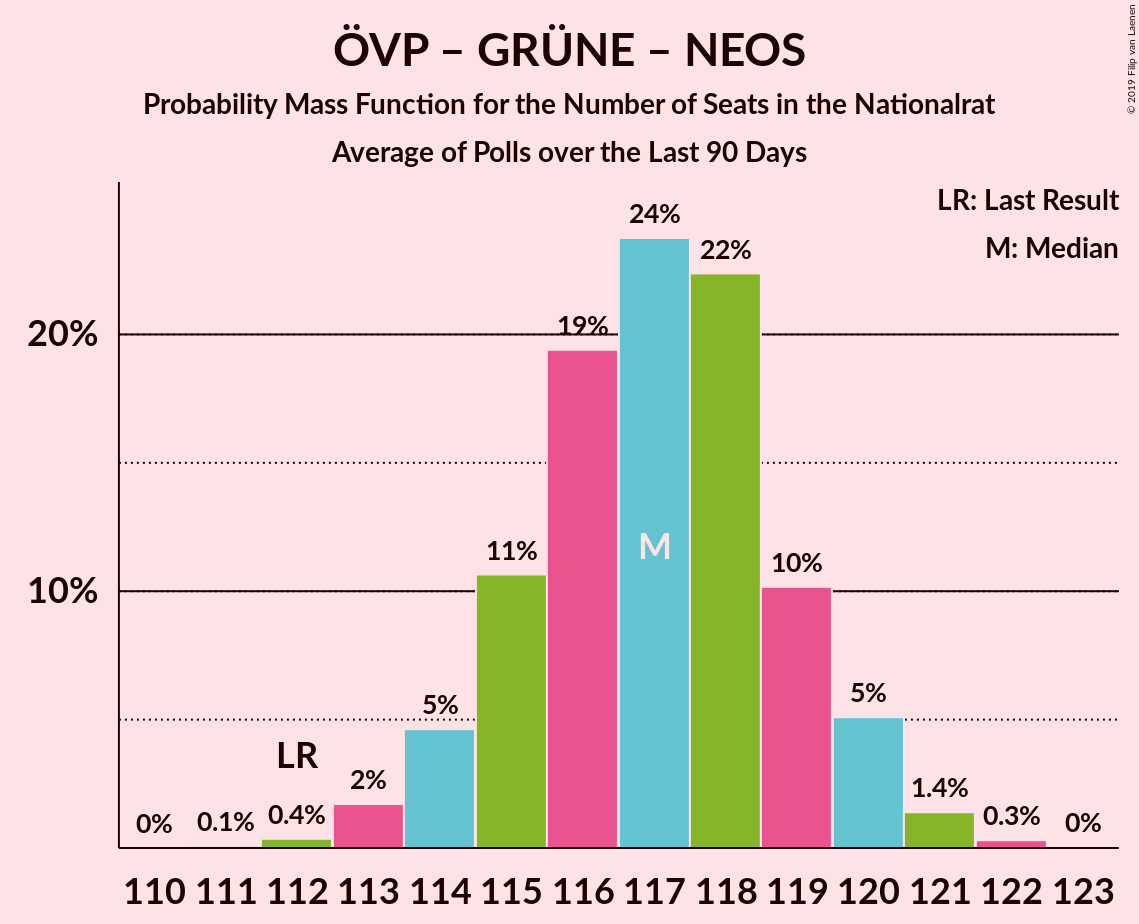 ÖVP – GRÜNE – NEOS
Probability Mass Function for the Number of Seats in the Nationalrat
Average of Polls over the Last 90 Days
© 2019 Filip van Laenen
LR: Last Result
M: Median
20%
10%
0%
0.1%
0.4%
LR
2%
5%
11%
19%
24%
M
22%
10%
5%
1.4%
0.3%
0%
110 111 112 113 114 115 116 117 118 119 120 121 122 123